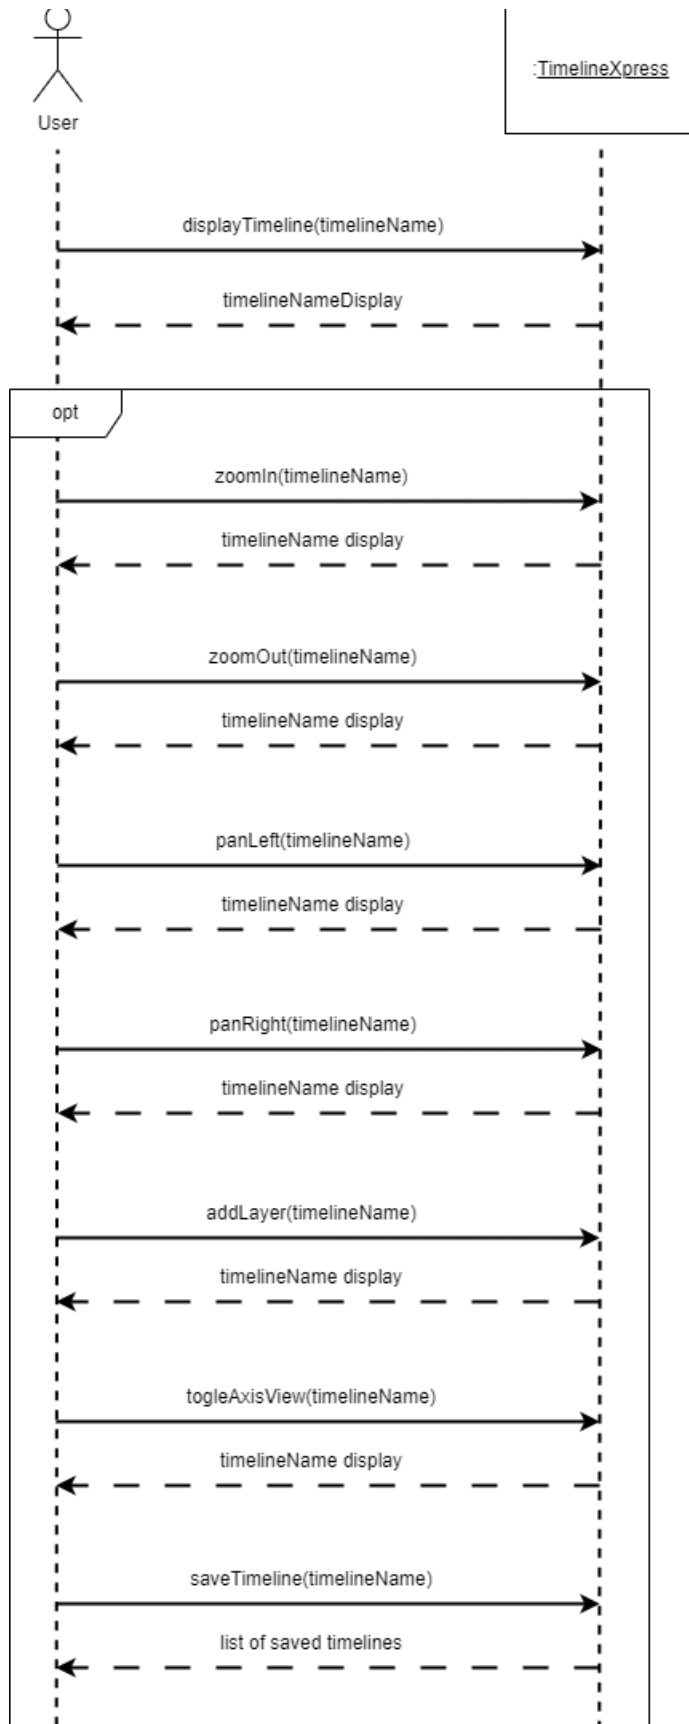 :TimelineXpress
User
displayTimeline(timelineName)
timelineNameDisplay
opt
zoomIn(timelineName)
timelineName display
zoomOut(timelineName)
timelineName display
panLeft(timelineName)
timelineName display
panRight(timelineName)
timelineName display
addLayer(timelineName)
timelineName display
togleAxisView(timelineName)
timelineName display
saveTimeline(timelineName)
list of saved timelines